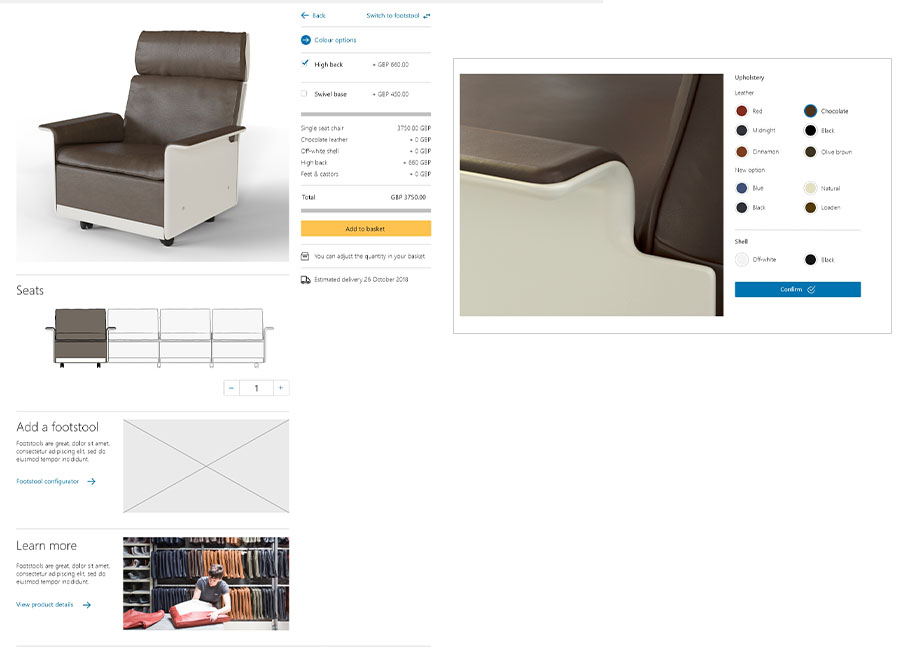 Back
Switch to footstool
Colour options
High back + GBP 660.00
Swivel base + GBP 450.00
Single seat chair 3750.00 GBP
Chocolate leather + 0 GBP
Off-white shell + 0 GBP
High back + 660 GBP
Feet & castors + 0 GBP
Total GBP 3750.00
Add to basket
You can adjust the quantity in your basket
Estimated delivery 26 October 2018
Seats
− 1 +
Add a footstool
Footstools are great, dolor sit amet,
consectetur adipiscing elit, sed do
eiusmod tempor incididunt.
Footstool configurator
Learn more
Footstools are great, dolor sit amet,
consectetur adipiscing elit, sed do
eiusmod tempor incididunt.
View product details
Upholstery
Leather
Red Chocolate
Midnight Black
Cinnamon Olive brown
New option
Blue Natural
Black Loaden
Shell
Off-white Black
Confirm